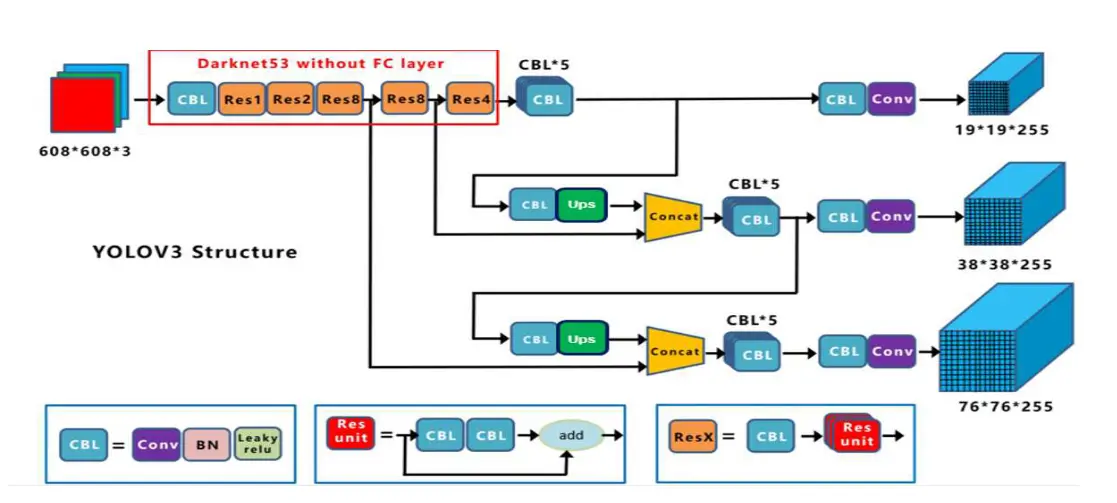 Darknet53 without FC layer
CBL Res1 Res2 Res8 Res8 Res4
CBL*5
CBL
CBL Conv
608*608*3
19*19*255
CBL Ups
Concat
CBL*5
CBL
CBL Conv
38*38*255
YOLOV3 Structure
CBL Ups
Concat
CBL*5
CBL
CBL Conv
76*76*255
CBL = Conv BN Leaky
relu
Res
unit = CBL CBL add
ResX = CBL Res
unit